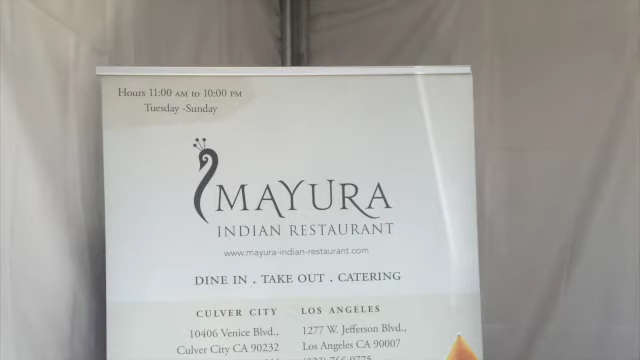 Hours 11:00 AM to 10:00 PM
Tuesday -Sunday
MAYURA
INDIAN RESTAURANT
www.mayura-indian-restaurant.com
DINE IN . TAKE OUT . CATERING
CULVER CITY LOS ANGELES
10406 Venice Blvd., 1277 W. Jefferson Blvd.,
Culver City CA 90232 Los Angeles CA 90007